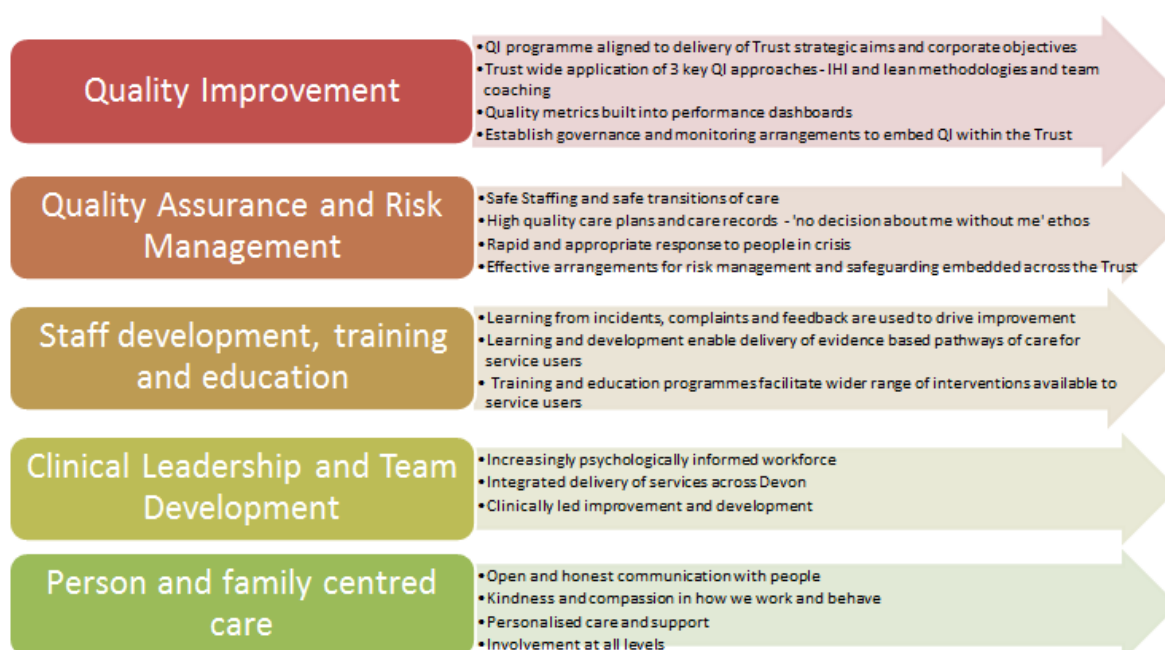 Quality Improvement
•QI programme aligned to delivery of Trust strategic aims and corporate objectives
•Trust wide application of 3 key QI approaches - IHI and lean methodologies and team
coaching
•Quality metrics built into performance dashboards
•Establish governance and monitoring arrangements to embed QI within the Trust
Quality Assurance and Risk
Management
•Safe Staffing and safe transitions of care
•High quality care plans and care records - 'no decision about me without me' ethos
•Rapid and appropriate response to people in crisis
•Effective arrangements for risk management and safeguarding embedded across the Trust
Staff development, training
and education
•Learning from incidents, complaints and feedback are used to drive improvement
•Learning and development enable delivery of evidence based pathways of care for
service users
• Training and education programmes facilitate wider range of interventions available to
service users
Clinical Leadership and Team
Development
•Increasingly psychologically informed workforce
•Integrated delivery of services across Devon
•Clinically led improvement and development
Person and family centred
care
•Open and honest communication with people
•Kindness and compassion in how we work and behave
•Personalised care and support
•Involvement at all levels